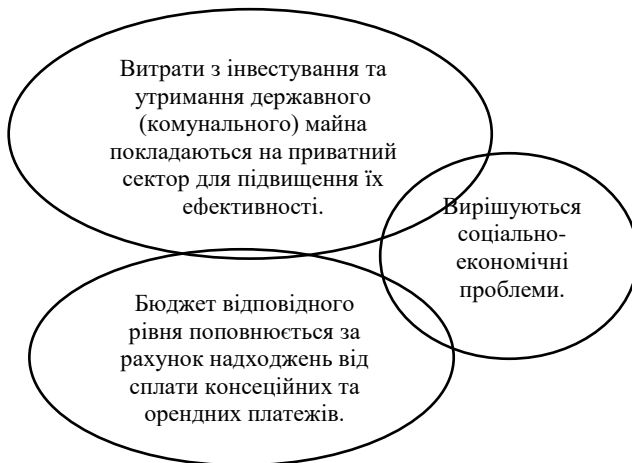 Витрати з інвестування та
утримання державного
(комунального) майна
покладаються на приватний
сектор для підвищення їх
ефективності.
Вирішуються
соціально-
економічні
проблеми.
Бюджет відповідного
рівня поповнюється за
рахунок надходжень від
сплати консеційних та
орендних платежів.